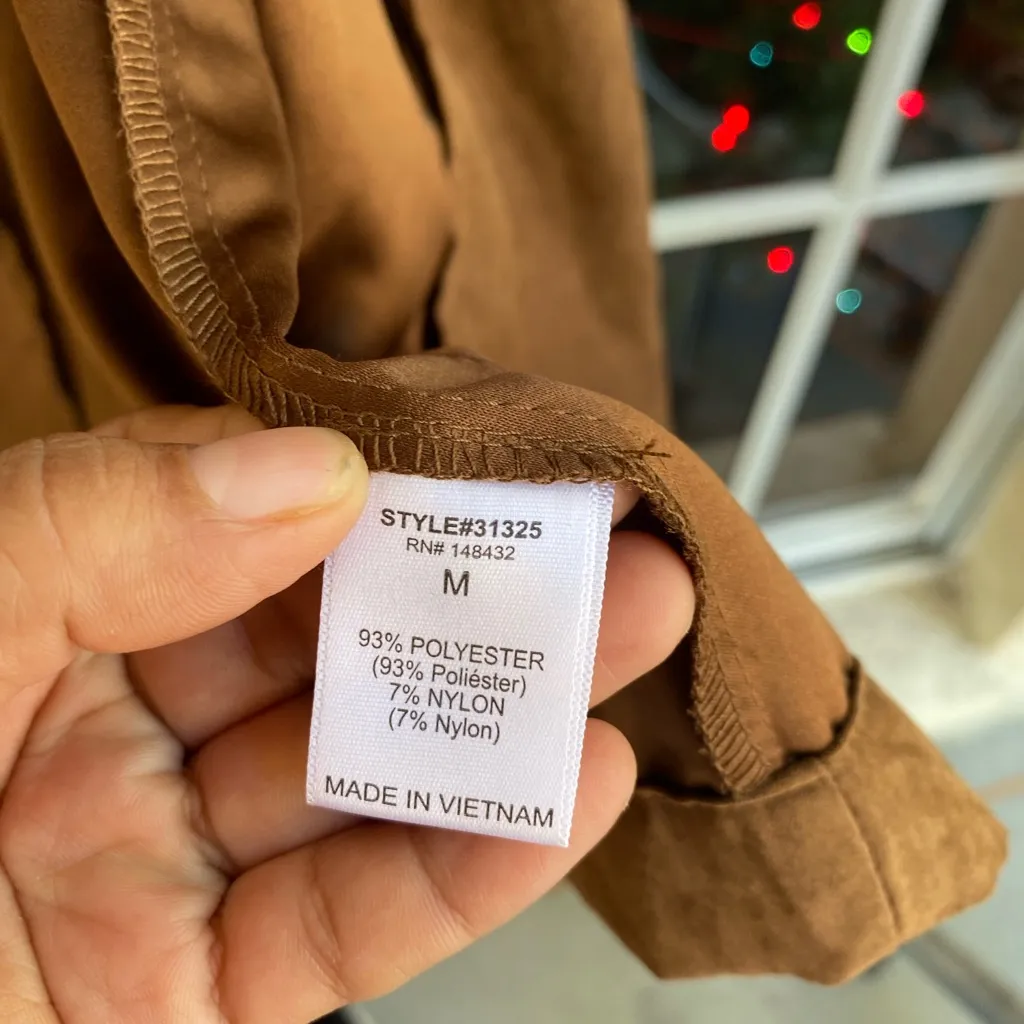 STYLE#31325
RN# 148432
M
93% POLYESTER
(93% Poliéster)
7% NYLON
(7% Nylon)
MADE IN VIETNAM